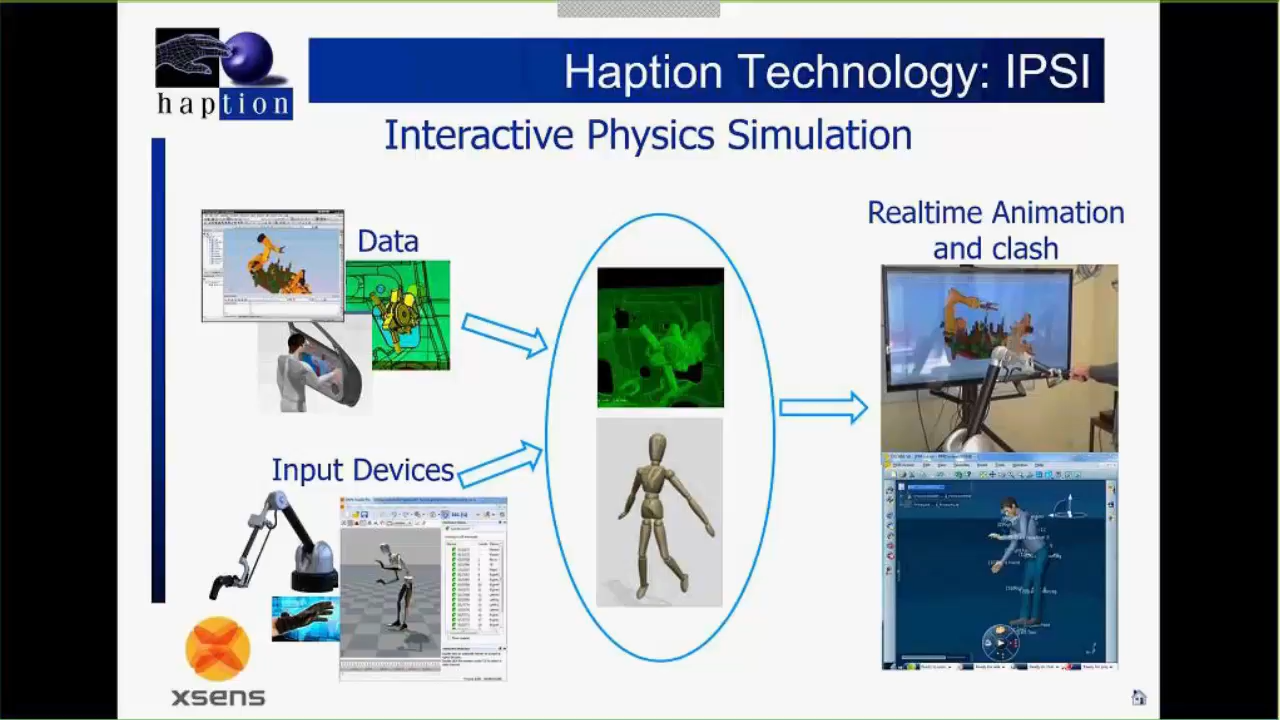 haption
Haption Technology: IPSI
Interactive Physics Simulation
Data
Realtime Animation
and clash
Input Devices
xsens